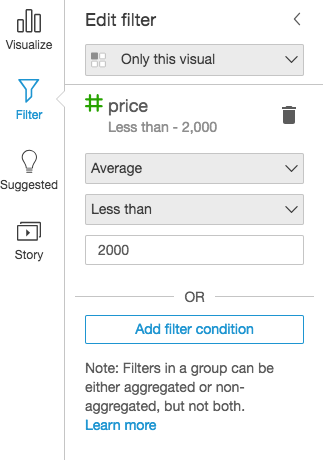 Visualize
Filter
Suggested
Story
Edit filter
Only this visual
price
Less than - 2,000
Average
Less than
2000
OR
Add filter condition
Note: Filters in a group can be
either aggregated or non-
aggregated, but not both.
Learn more